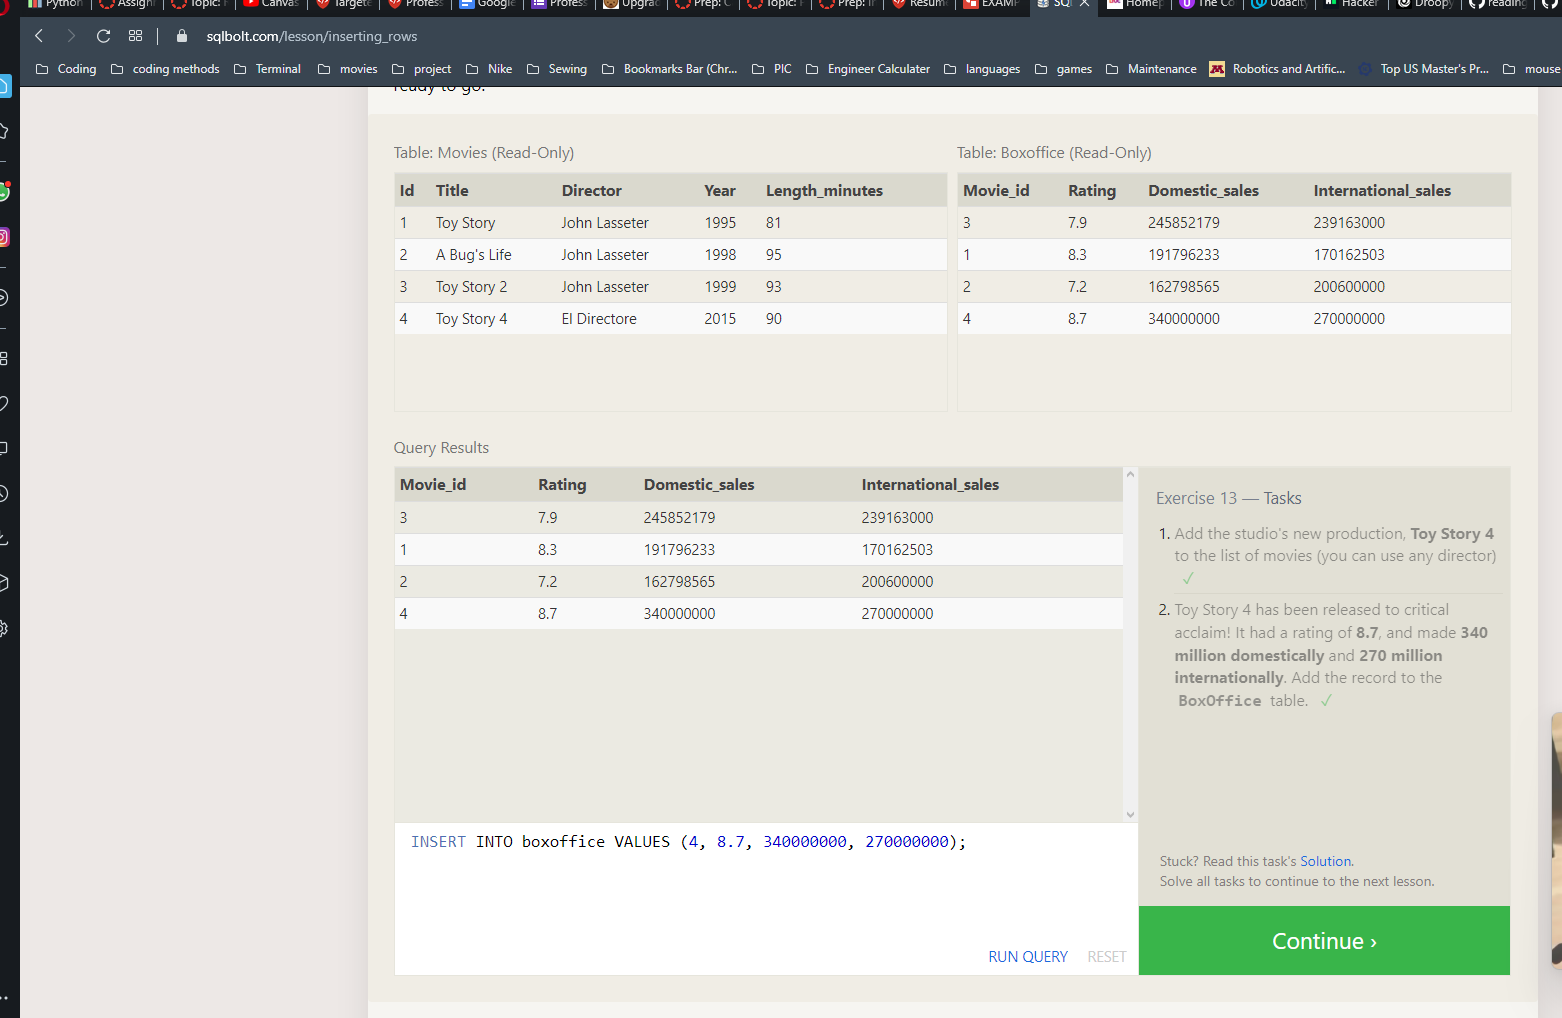 Python
Assign
Topic: F
Canvas
Targete
Profess
Google
Profess
Upgrad
Prep: C
Topic: F
Prep: Ir
Resum
EXAMP
SQL
Homep
The Co
Udacity
Hacker
Droopy
reading
sqlbolt.com/lesson/inserting_rows
Coding
coding methods
Terminal
movies
project
Nike
Sewing
Bookmarks Bar (Chr...
PIC
Engineer Calculater
languages
games
Maintenance
Robotics and Artific...
Top US Master's Pr...
mouse
ready to go.
Table: Movies (Read-Only)
Id Title Director Year Length_minutes
1 Toy Story John Lasseter 1995 81
2 A Bug's Life John Lasseter 1998 95
3 Toy Story 2 John Lasseter 1999 93
4 Toy Story 4 El Directore 2015 90
Table: Boxoffice (Read-Only)
Movie_id Rating Domestic_sales International_sales
3 7.9 245852179 239163000
1 8.3 191796233 170162503
2 7.2 162798565 200600000
4 8.7 340000000 270000000
Query Results
Movie_id Rating Domestic_sales International_sales
3 7.9 245852179 239163000
1 8.3 191796233 170162503
2 7.2 162798565 200600000
4 8.7 340000000 270000000
INSERT INTO boxoffice VALUES (4, 8.7, 340000000, 270000000);
RUN QUERY RESET
Exercise 13 — Tasks
1. Add the studio's new production, Toy Story 4
to the list of movies (you can use any director)
✓
2. Toy Story 4 has been released to critical
acclaim! It had a rating of 8.7, and made 340
million domestically and 270 million
internationally. Add the record to the
BoxOffice table. ✓
Stuck? Read this task's Solution.
Solve all tasks to continue to the next lesson.
Continue ›